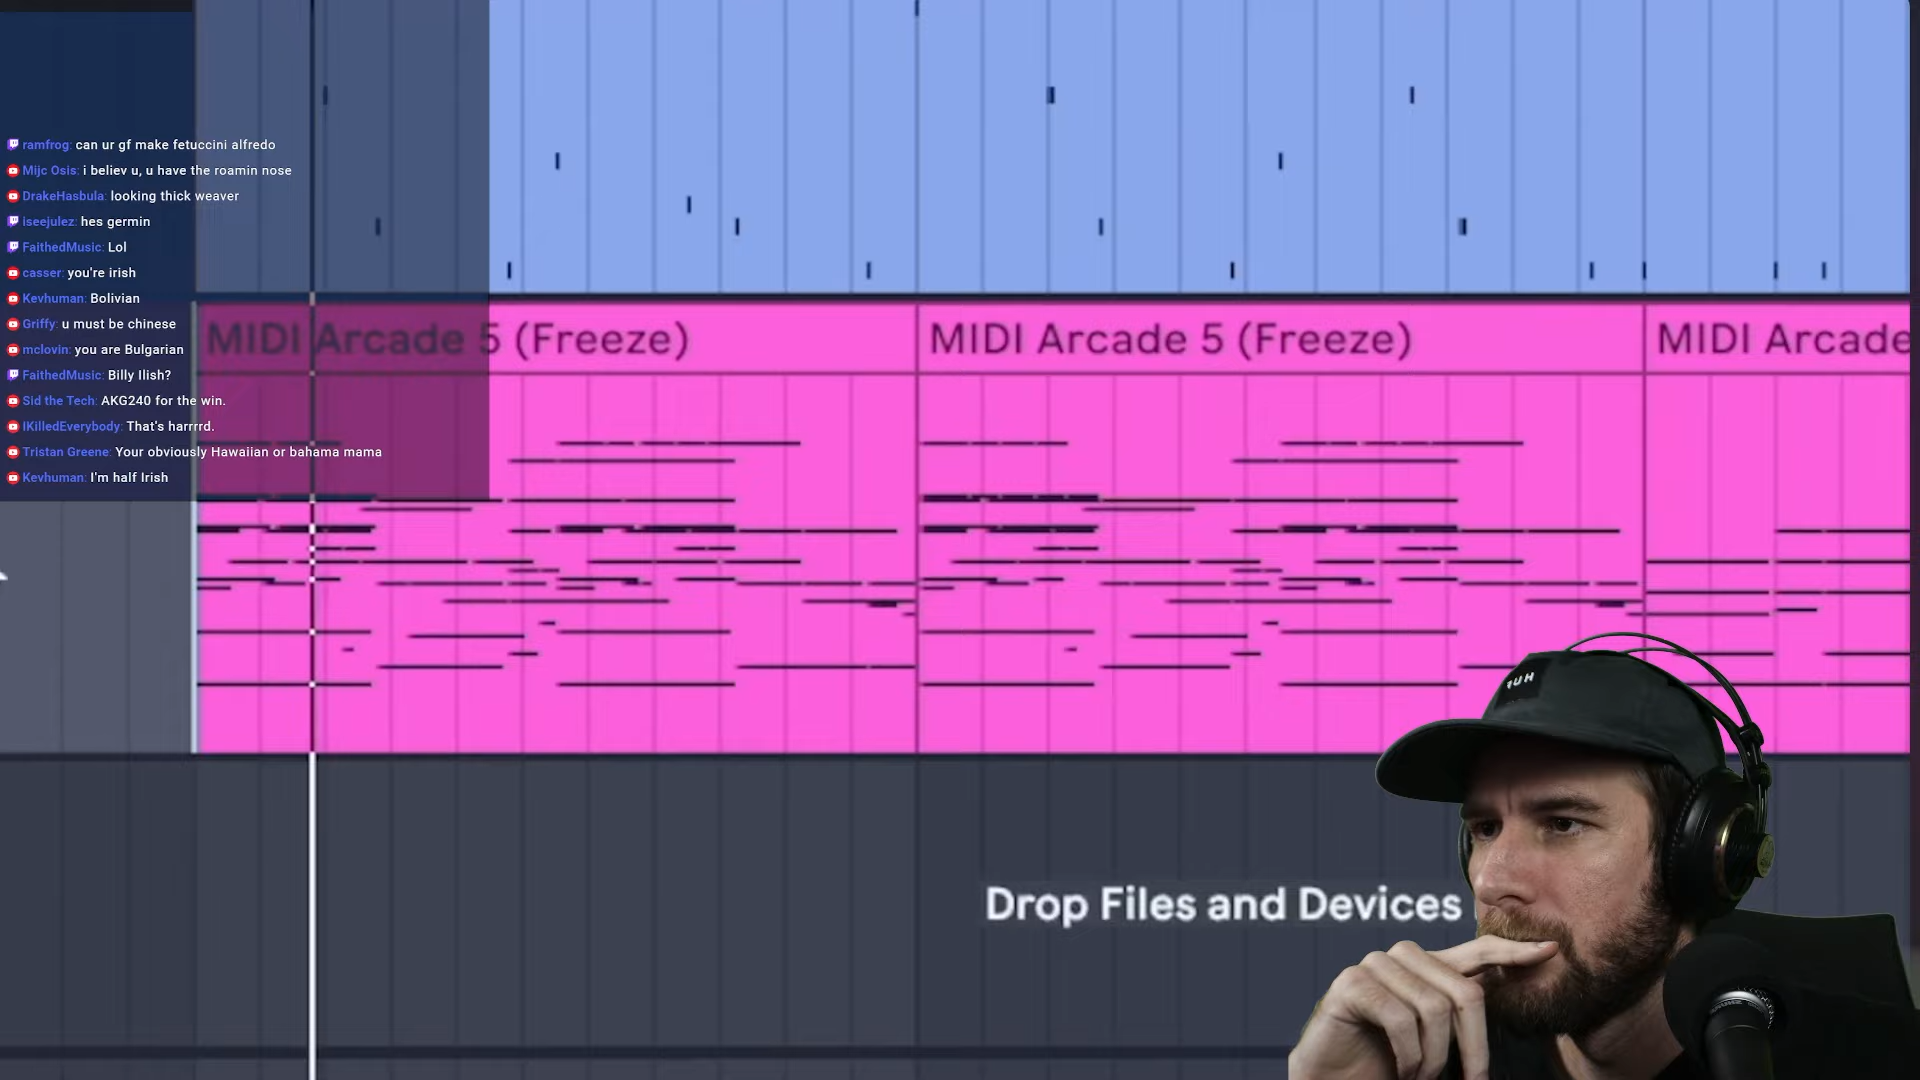 ramfrog: can ur gf make fetuccini alfredo
Mijc Osis: i believ u, u have the roamin nose
DrakeHasbula: looking thick weaver
iseejulez: hes germin
FaithedMusic: Lol
casser: you're irish
Kevhuman: Bolivian
Griffy: u must be chinese
mclovin: you are Bulgarian
FaithedMusic: Billy Ilish?
Sid the Tech: AKG240 for the win.
IKilledEverybody: That's harrrrd.
Tristan Greene: Your obviously Hawaiian or bahama mama
Kevhuman: I'm half Irish
MIDI Arcade 5 (Freeze)
MIDI Arcade 5 (Freeze)
MIDI Arcade
Drop Files and Devices